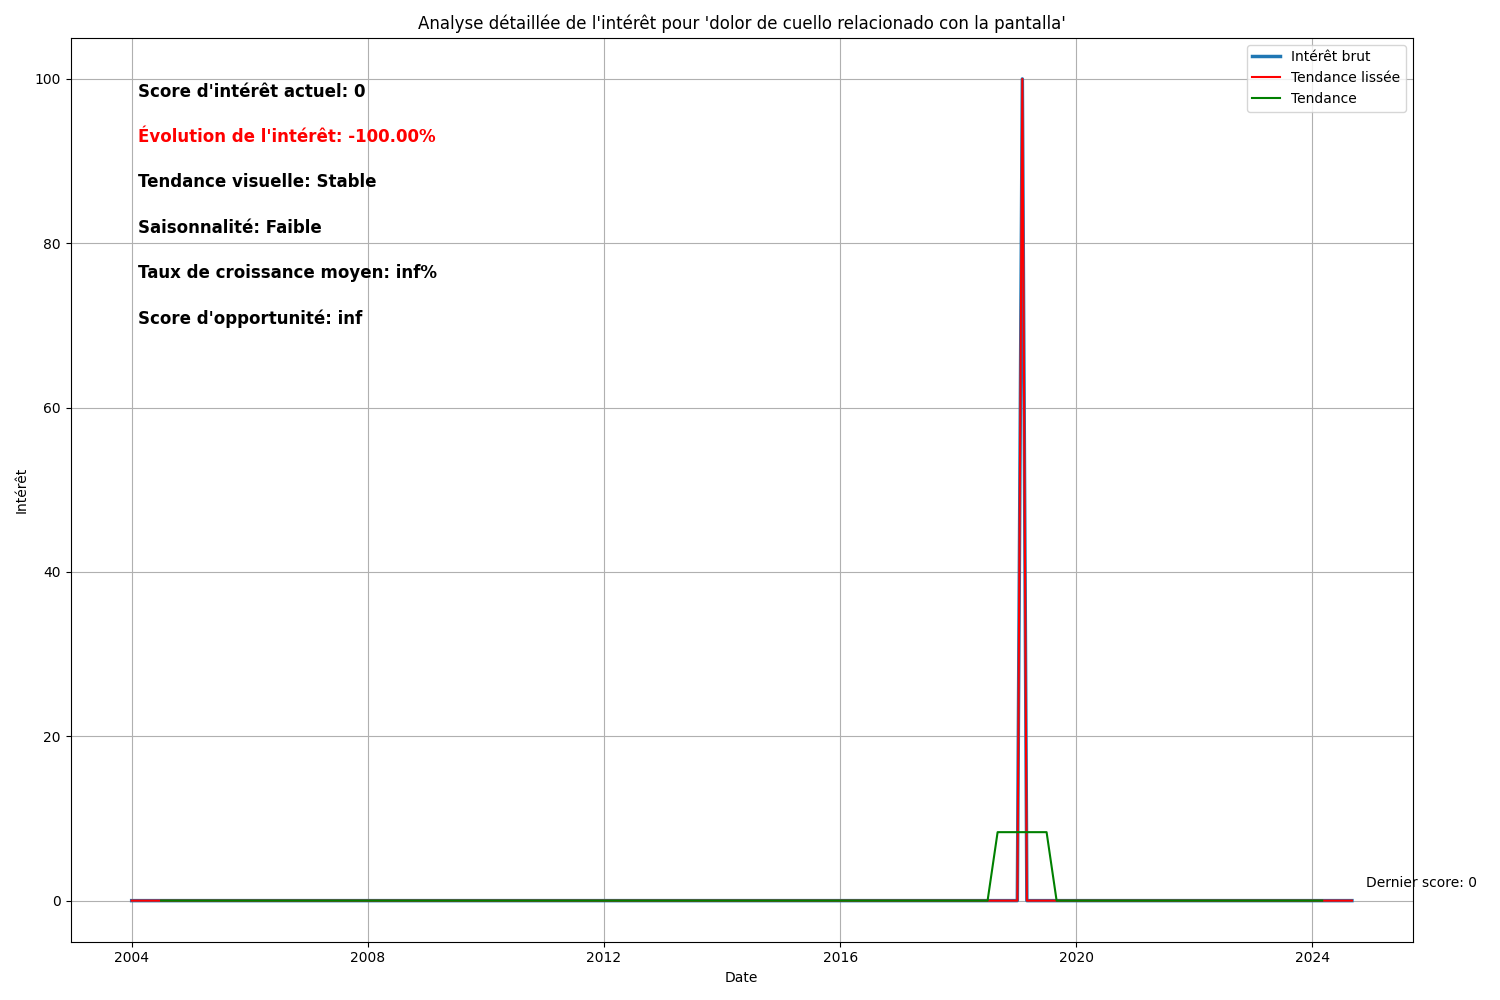 Analyse détaillée de l'intérêt pour 'dolor de cuello relacionado con la pantalla'
Intérêt brut
Tendance lissée
Tendance
Score d'intérêt actuel: 0
Évolution de l'intérêt: -100.00%
Tendance visuelle: Stable
Saisonnalité: Faible
Taux de croissance moyen: inf%
Score d'opportunité: inf
100
80
60
40
20
0
Intérêt
Dernier score: 0
2004
2008
2012
2016
2020
2024
Date